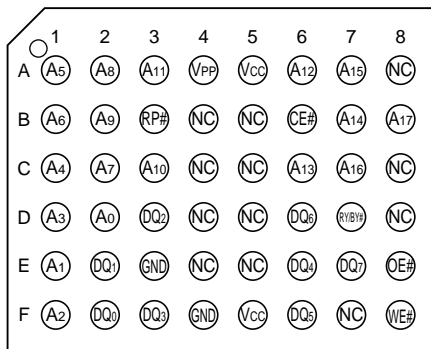 1 2 3 4 5 6 7 8
A A5 A8 A11 VPP VCC A12 A15 NC
B A6 A9 RP# NC NC CE# A14 A17
C A4 A7 A10 NC NC A13 A16 NC
D A3 A0 DQ2 NC NC DQ6 RY/BY# NC
E A1 DQ1 GND NC NC DQ4 DQ7 OE#
F A2 DQ0 DQ3 GND VCC DQ5 NC WE#